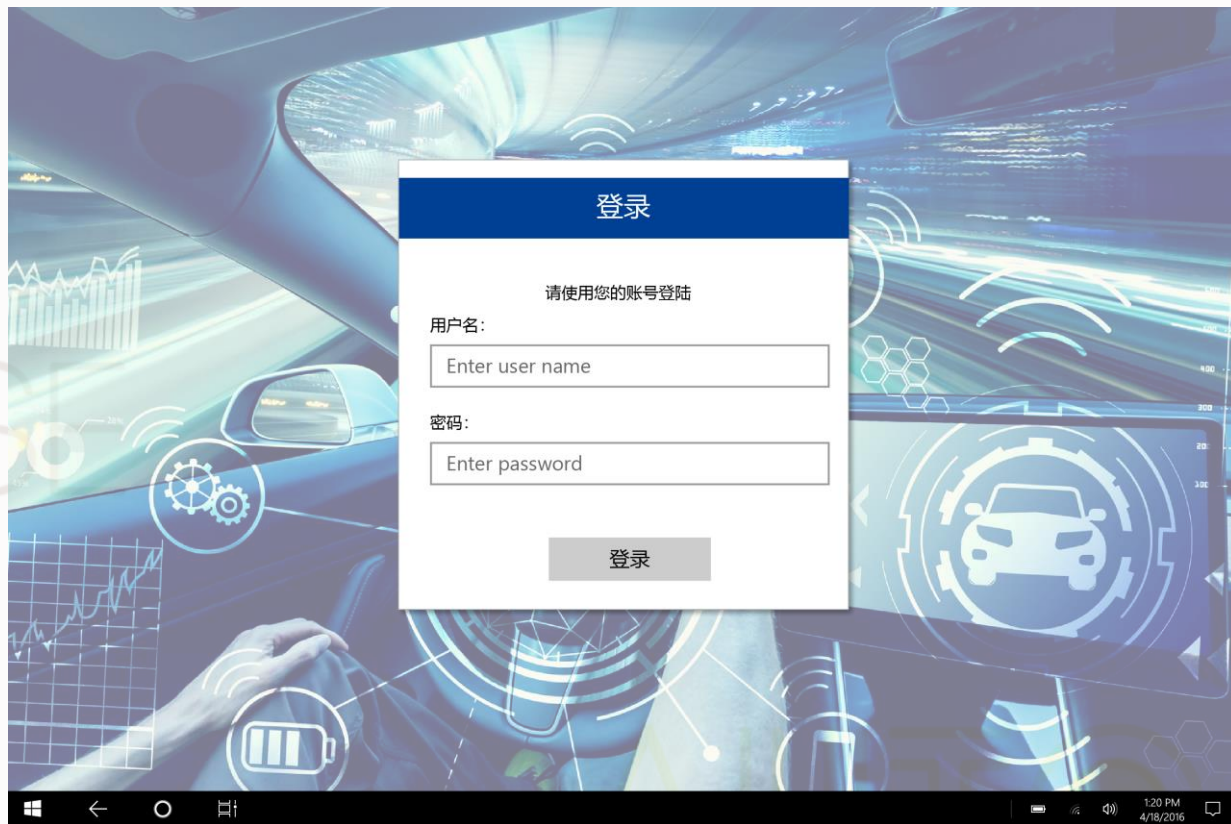 登录
请使用您的账号登陆
用户名：
Enter user name
密码：
Enter password
登录
1:20 PM
4/18/2016